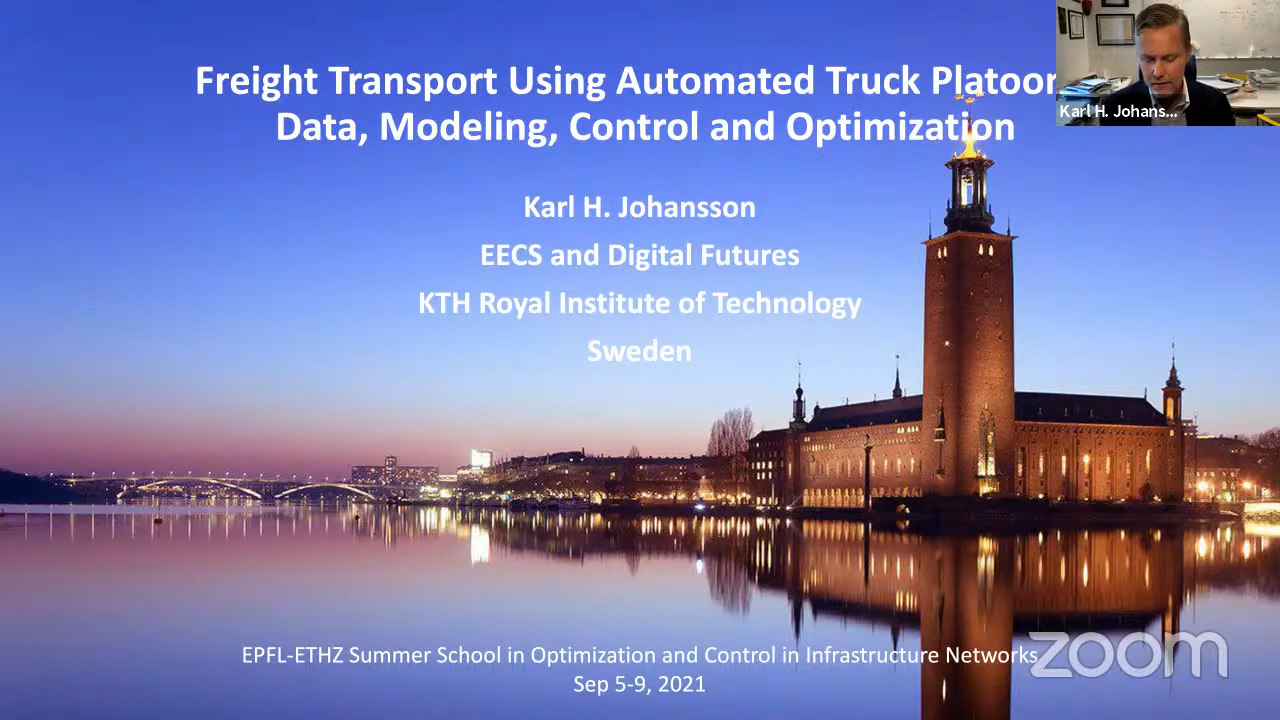 Freight Transport Using Automated Truck Platoon
Data, Modeling, Control and Optimization
Karl H. Johans...
Karl H. Johansson
EECS and Digital Futures
KTH Royal Institute of Technology
Sweden
EPFL-ETHZ Summer School in Optimization and Control in Infrastructure Networks
Sep 5-9, 2021
zoom